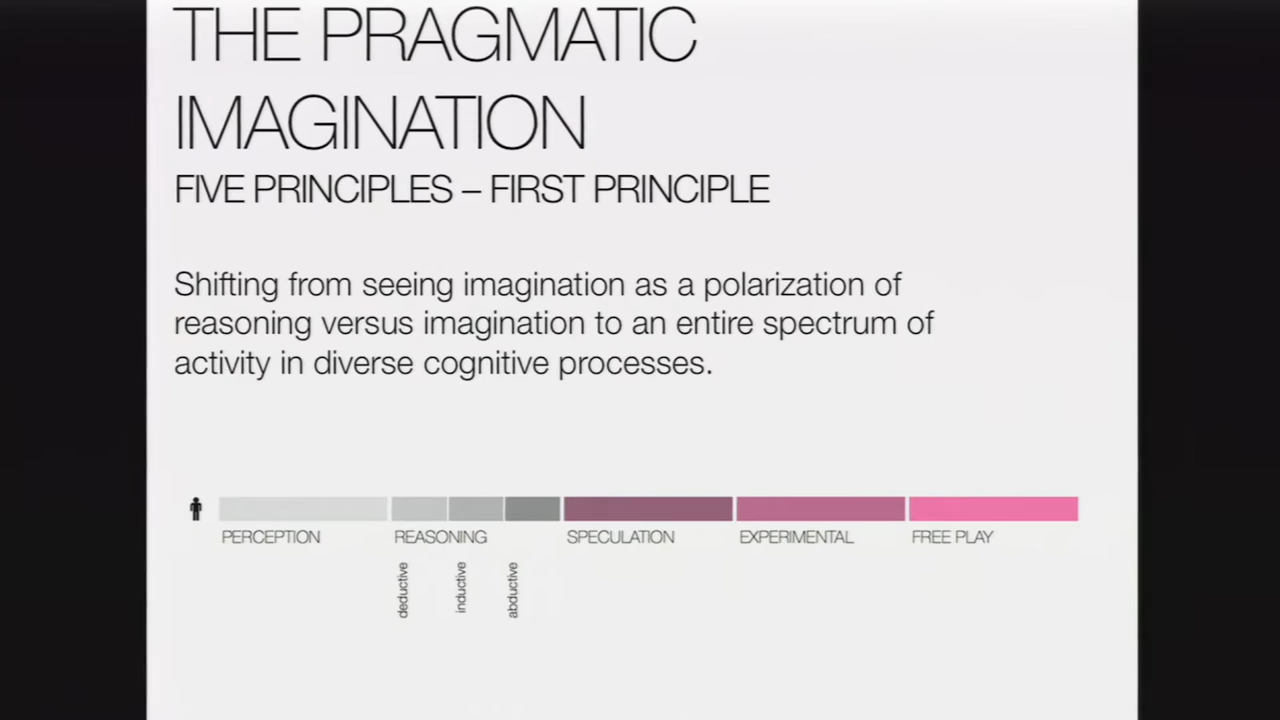 THE PRAGMATIC
IMAGINATION
FIVE PRINCIPLES – FIRST PRINCIPLE
Shifting from seeing imagination as a polarization of
reasoning versus imagination to an entire spectrum of
activity in diverse cognitive processes.
PERCEPTION
REASONING
SPECULATION
EXPERIMENTAL
FREE PLAY
deductive
inductive
abductive